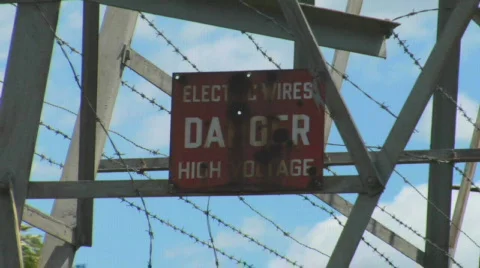 ELECTRIC WIRES
DANGER
HIGH VOLTAGE